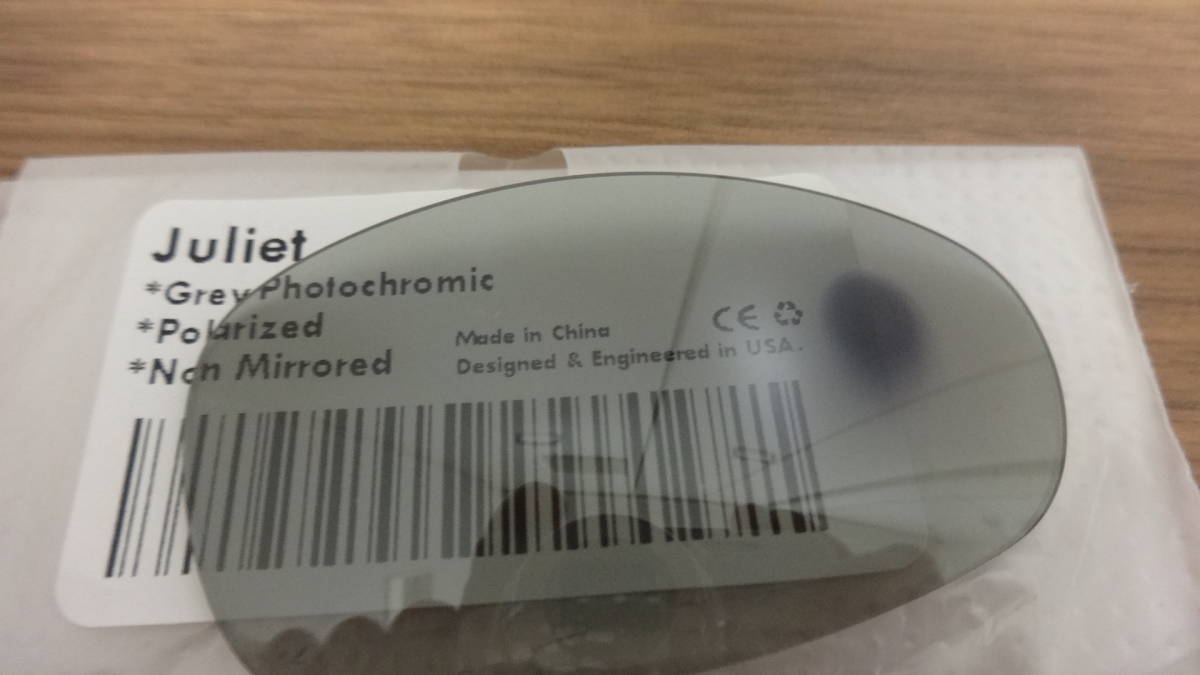 Juliet
*Grey Photochromic
*Polarized
*Non Mirrored
Made in China
CE
Designed & Engineered in USA.